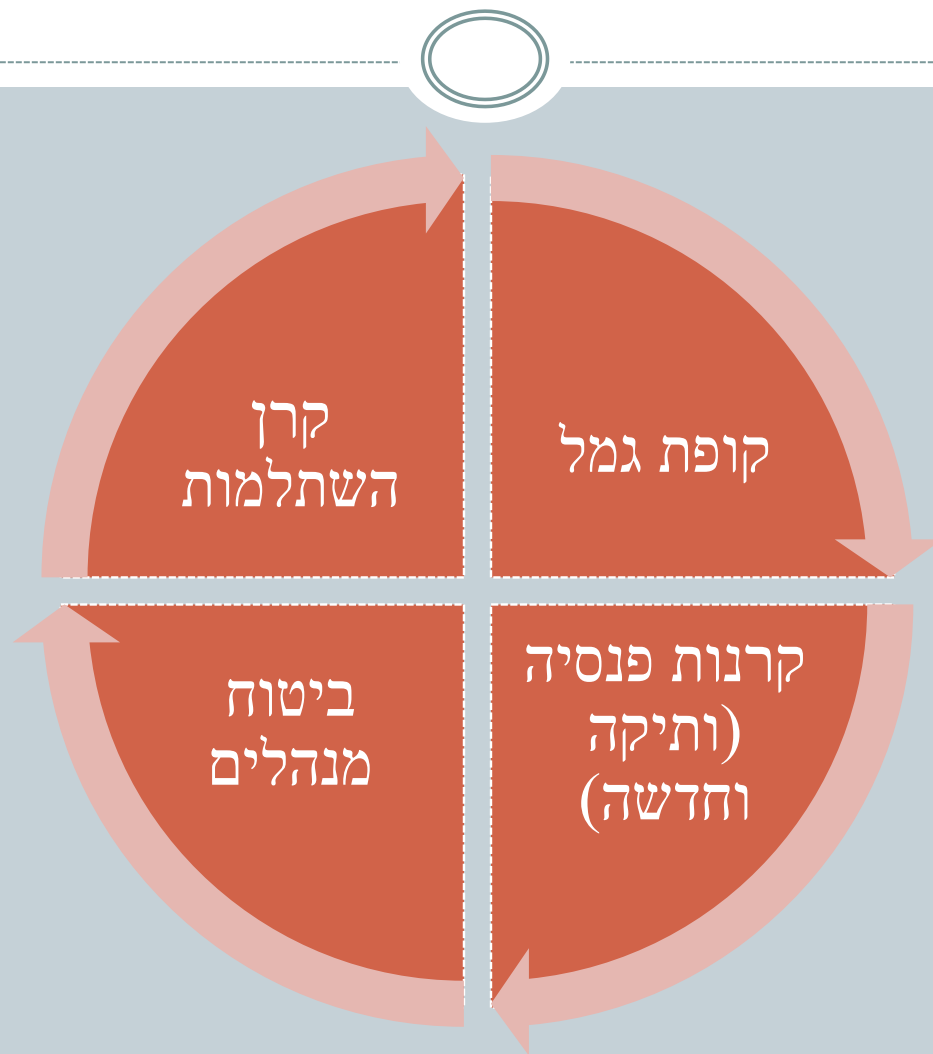 קופת גמל
קרן
השתלמות
קרנות פנסיה
(ותיקה
וחדשה)
ביטוח
מנהלים